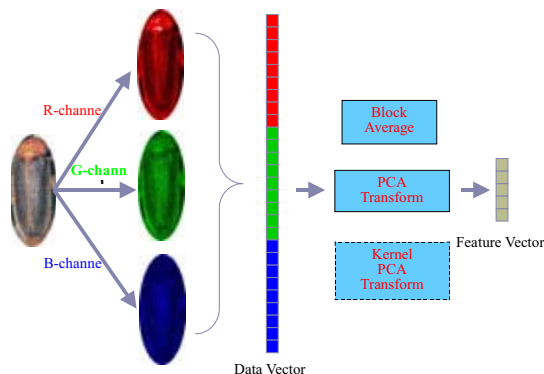 R-channe
G-chann
B-channe
Data Vector
Block
Average
PCA
Transform
Kernel
PCA
Transform
Feature Vector